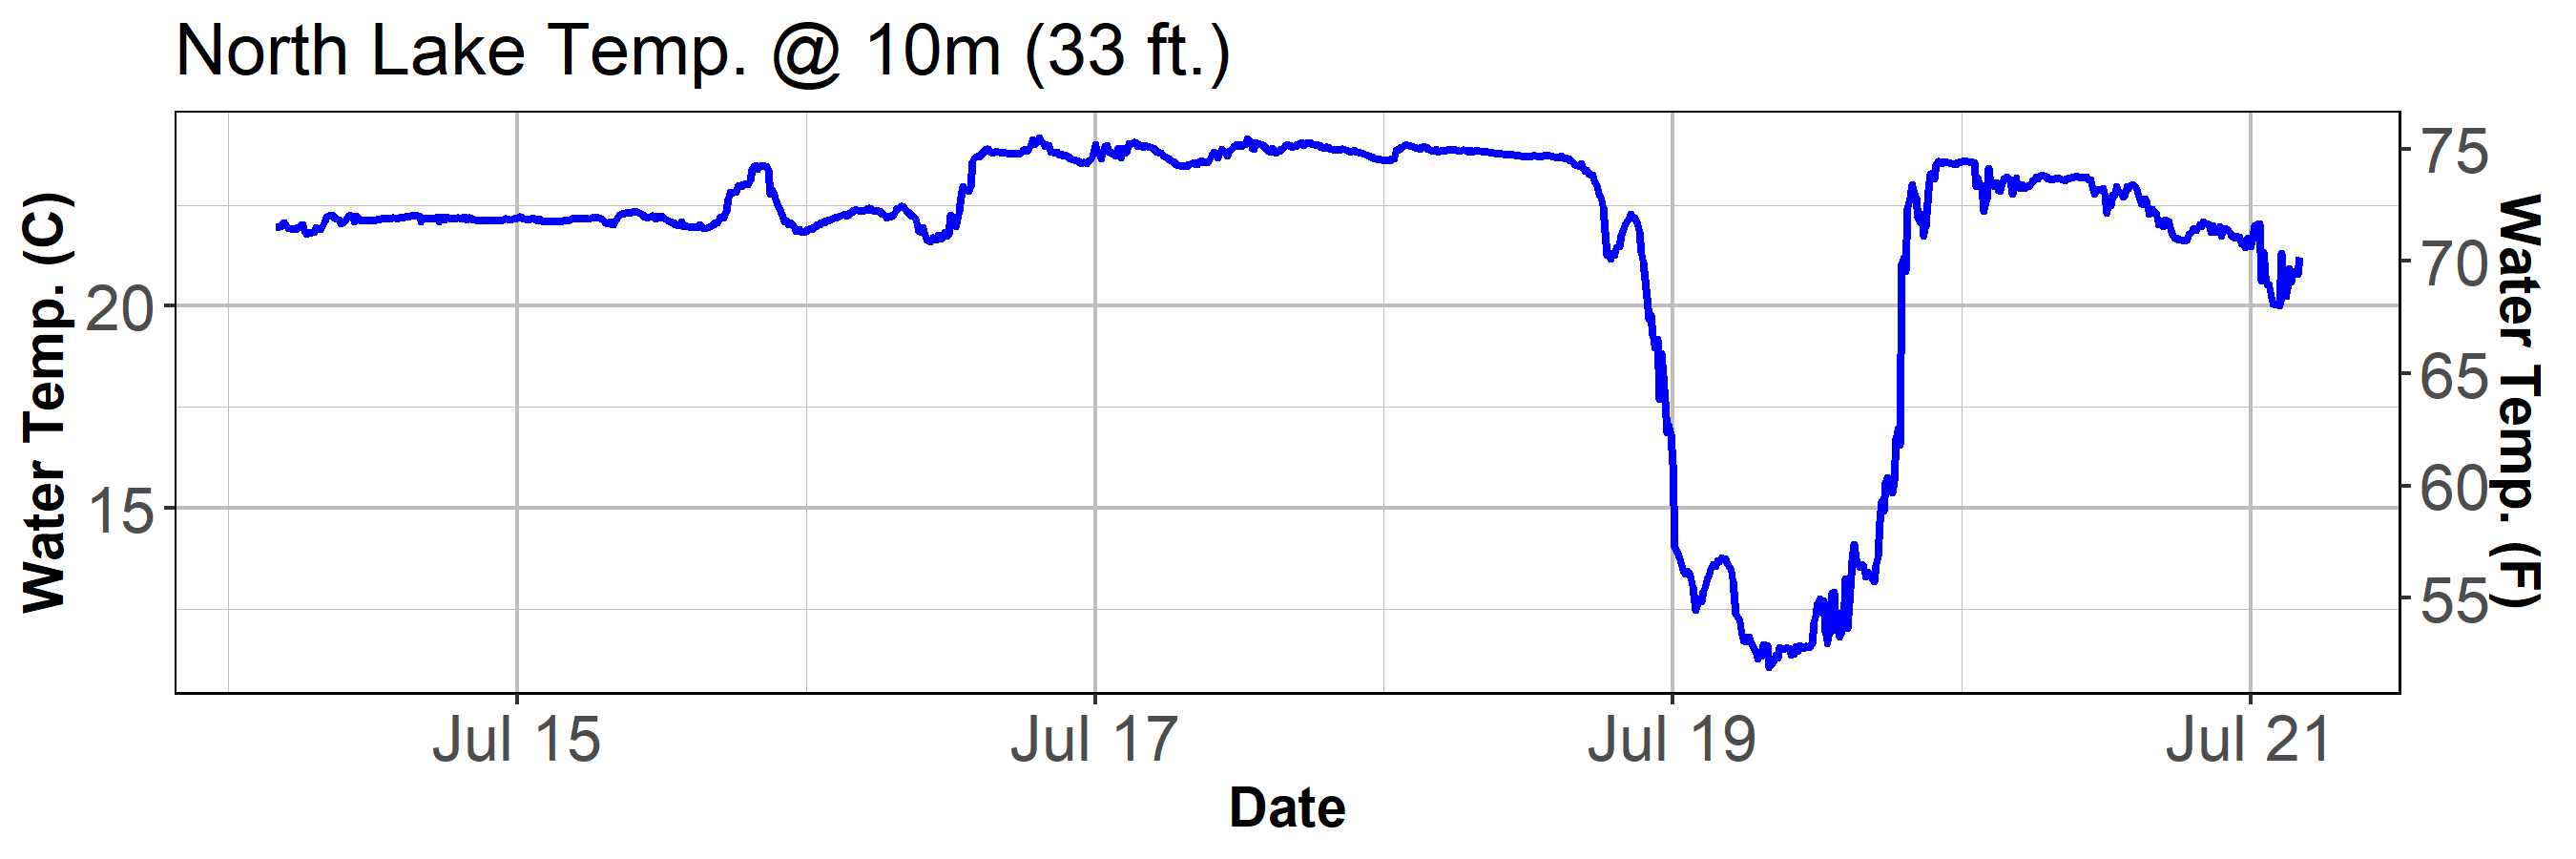 North Lake Temp. @ 10m (33 ft.)
Water Temp. (C)
20
15
75
70
65
60
55
Water Temp. (F)
Jul 15 Jul 17 Jul 19 Jul 21
Date